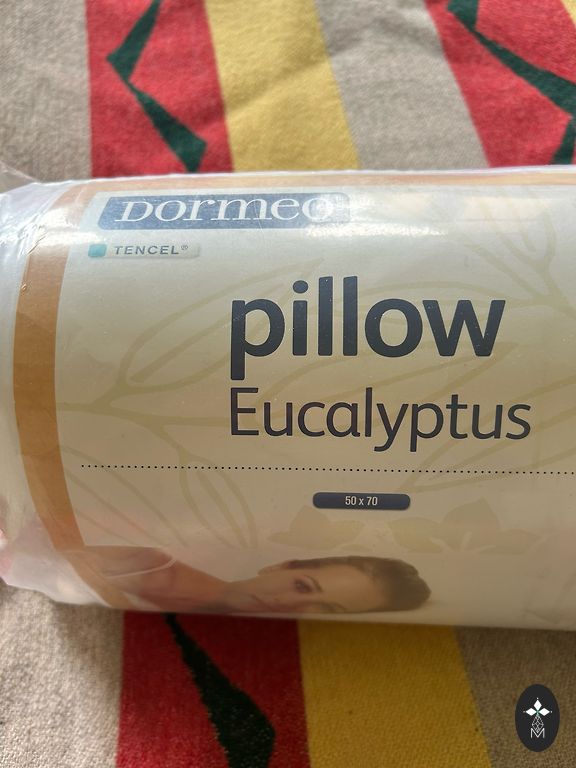 Dormeo
TENCEL®
pillow
Eucalyptus
50 x 70
M